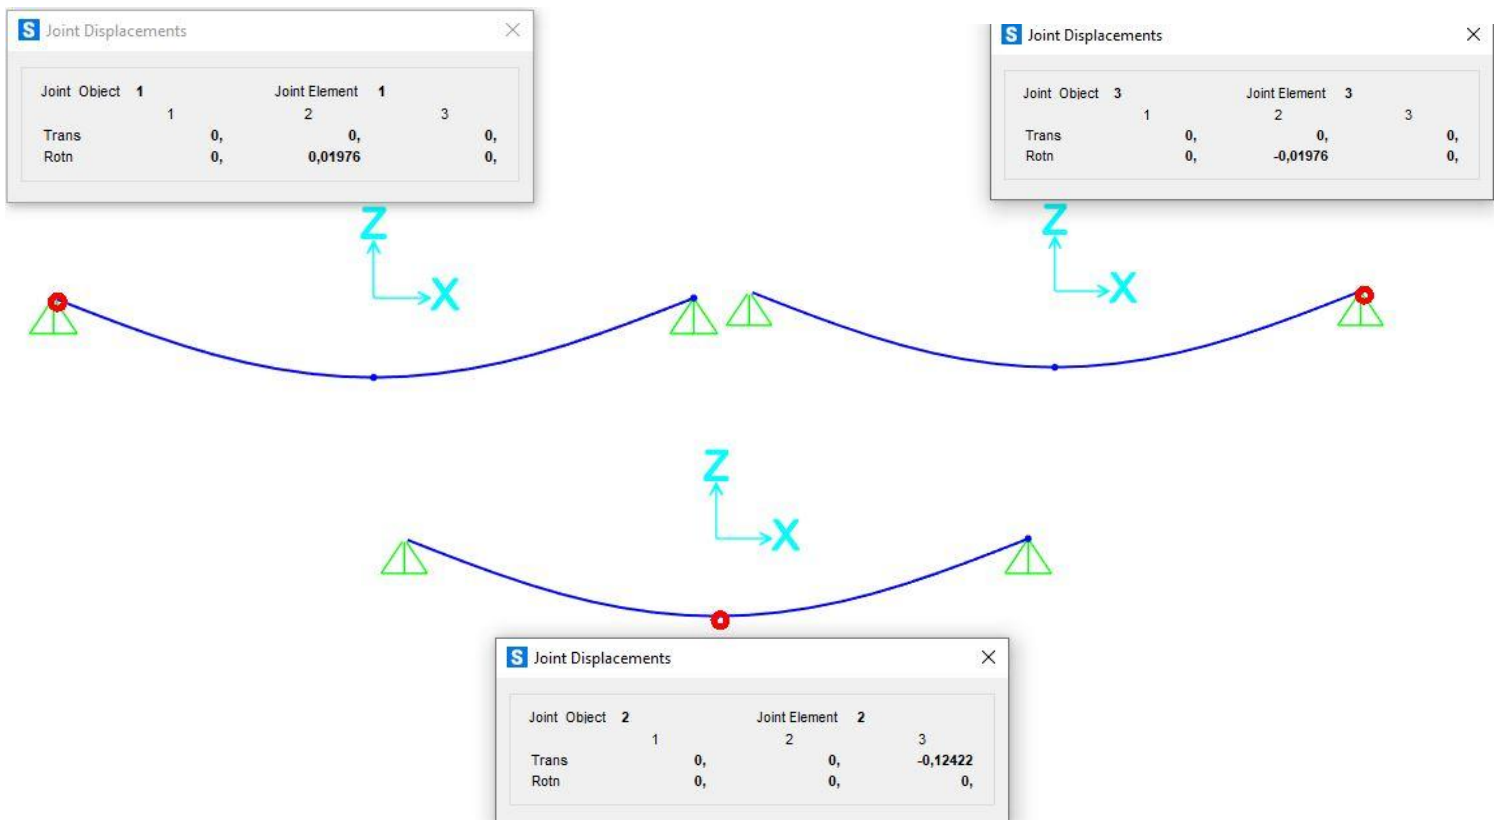 S Joint Displacements
Joint Object 1 Joint Element 1
1 2 3
Trans 0, 0, 0,
Rotn 0, 0,01976 0,
S Joint Displacements
Joint Object 3 Joint Element 3
1 2 3
Trans 0, 0, 0,
Rotn 0, -0,01976 0,
Z
X
Z
X
Z
X
S Joint Displacements
Joint Object 2 Joint Element 2
1 2 3
Trans 0, 0, -0,12422
Rotn 0, 0, 0,